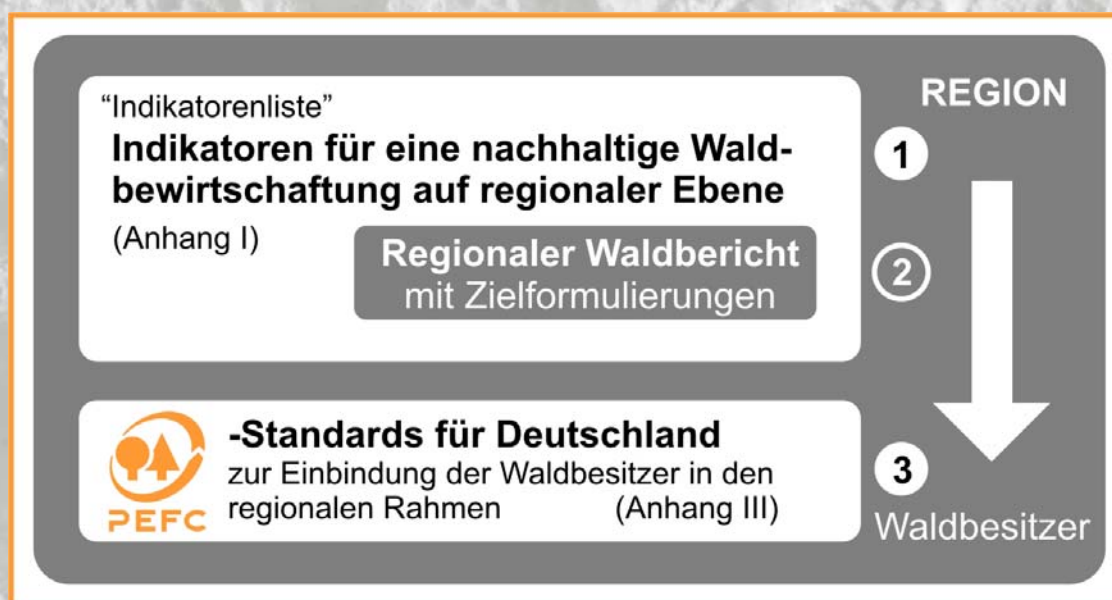 “Indikatorenliste”
Indikatoren für eine nachhaltige Wald-
bewirtschaftung auf regionaler Ebene
(Anhang I)
Regionaler Waldbericht
mit Zielformulierungen
REGION
1
2
PEFC
-Standards für Deutschland
zur Einbindung der Waldbesitzer in den
regionalen Rahmen (Anhang III)
3
Waldbesitzer